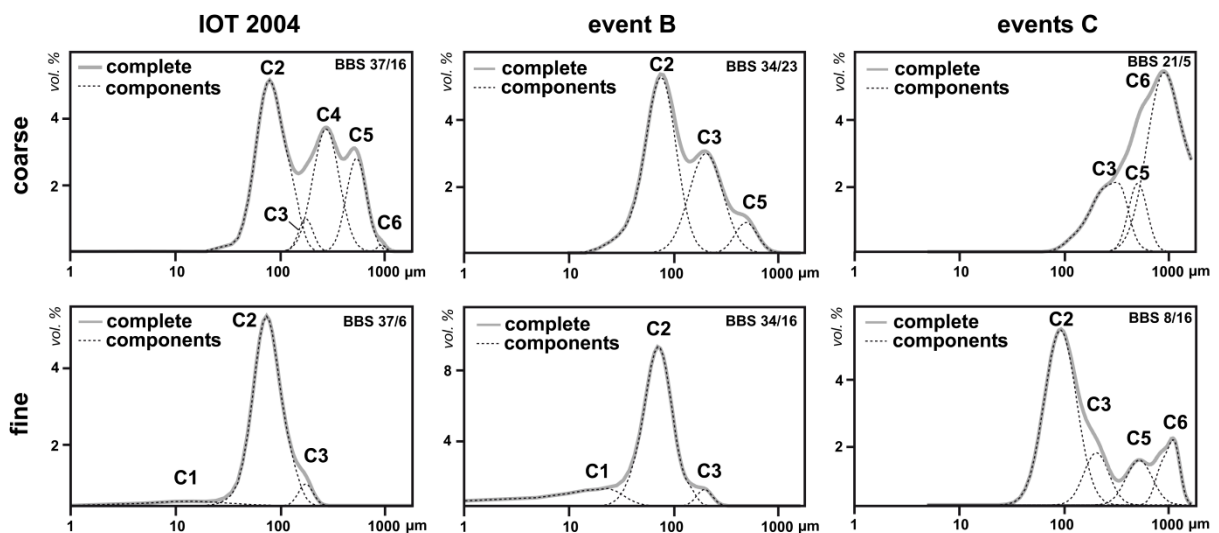 IOT 2004
event B
events C
coarse
vol. %
complete
components
BBS 37/16
C2
C4
C5
C3
C6
4
2
1
10
100
1000 µm
vol. %
complete
components
BBS 34/23
C2
C3
C5
4
2
1
10
100
1000 µm
vol. %
complete
components
BBS 21/5
C6
C3
C5
4
2
1
10
100
1000 µm
fine
vol. %
complete
components
BBS 37/6
C2
C1
C3
4
2
1
10
100
1000 µm
vol. %
complete
components
BBS 34/16
C2
C1
C3
8
4
1
10
100
1000 µm
vol. %
complete
components
BBS 8/16
C2
C3
C5
C6
4
2
1
10
100
1000 µm